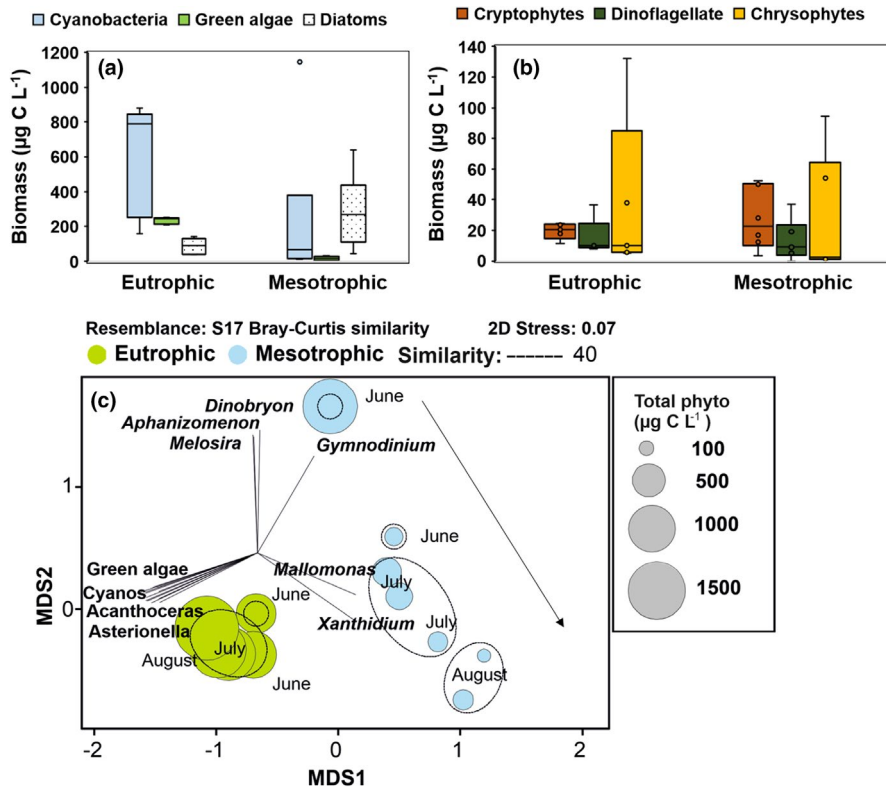 Cyanobacteria Green algae Diatoms
(a)
Biomass (µg C L-1)
1200
1000
800
600
400
200
0
Eutrophic Mesotrophic
Cryptophytes Dinoflagellate Chrysophytes
(b)
Biomass (µg C L-1)
140
120
100
80
60
40
20
0
Eutrophic Mesotrophic
Resemblance: S17 Bray-Curtis similarity 2D Stress: 0.07
Eutrophic Mesotrophic Similarity: ------ 40
(c)
Dinobryon
June
Aphanizomenon
Melosira
Gymnodinium
June
Green algae
Mallomonas
July
Cyanos
June
Acanthoceras
Xanthidium
July
Asterionella
August
July
June
August
MDS2
1
0
-2 -1 0 1 2
MDS1
Total phyto
(µg C L-1 )
100
500
1000
1500